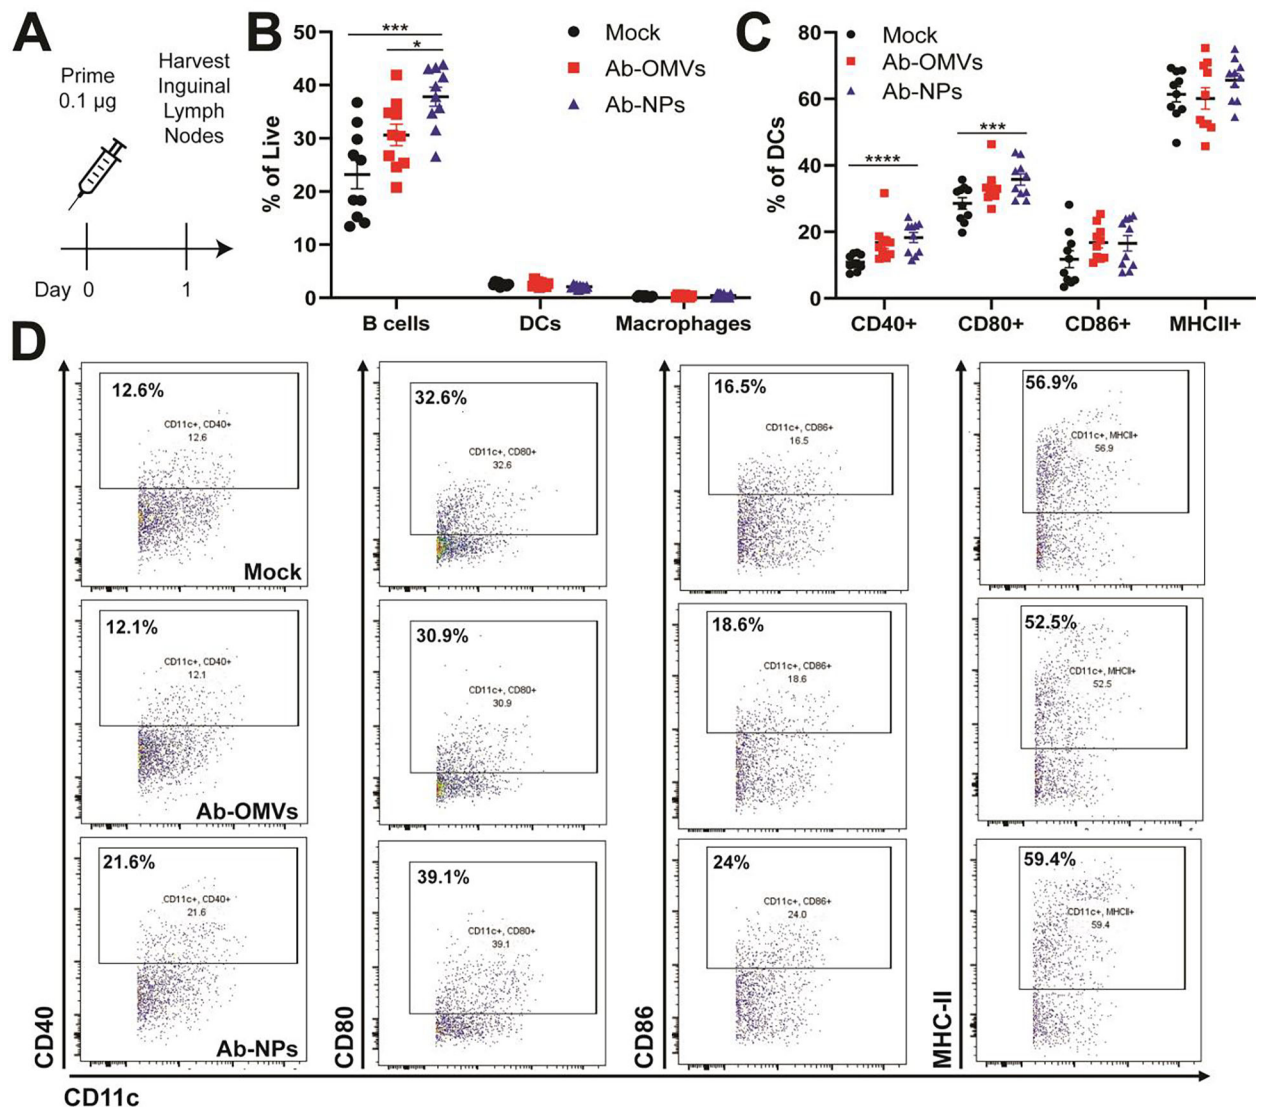 A
Prime
0.1 µg
Harvest
Inguinal
Lymph
Nodes
Day 0 1
B
% of Live
50
40
30
20
10
0
***
*
Mock
Ab-OMVs
Ab-NPs
B cells DCs Macrophages
C
% of DCs
80
60
40
20
0
Mock
Ab-OMVs
Ab-NPs
****
***
CD40+ CD80+ CD86+ MHCII+
D
12.6%
CD11c+, CD40+
12.6
Mock
32.6%
CD11c+, CD80+
32.6
16.5%
CD11c+, CD86+
16.5
56.9%
CD11c+, MHCII+
56.9
12.1%
CD11c+, CD40+
12.1
Ab-OMVs
30.9%
CD11c+, CD80+
30.9
18.6%
CD11c+, CD86+
18.6
52.5%
CD11c+, MHCII+
52.5
21.6%
CD11c+, CD40+
21.6
Ab-NPs
39.1%
CD11c+, CD80+
39.1
24%
CD11c+, CD86+
24.0
59.4%
CD11c+, MHCII+
59.4
CD40
CD80
CD86
MHC-II
CD11c